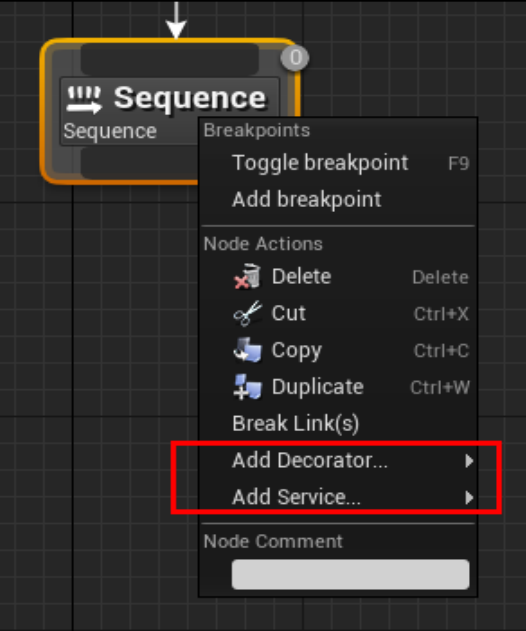 0
Sequence
Sequence
Breakpoints
Toggle breakpoint F9
Add breakpoint
Node Actions
Delete Delete
Cut Ctrl+X
Copy Ctrl+C
Duplicate Ctrl+W
Break Link(s)
Add Decorator...
Add Service...
Node Comment